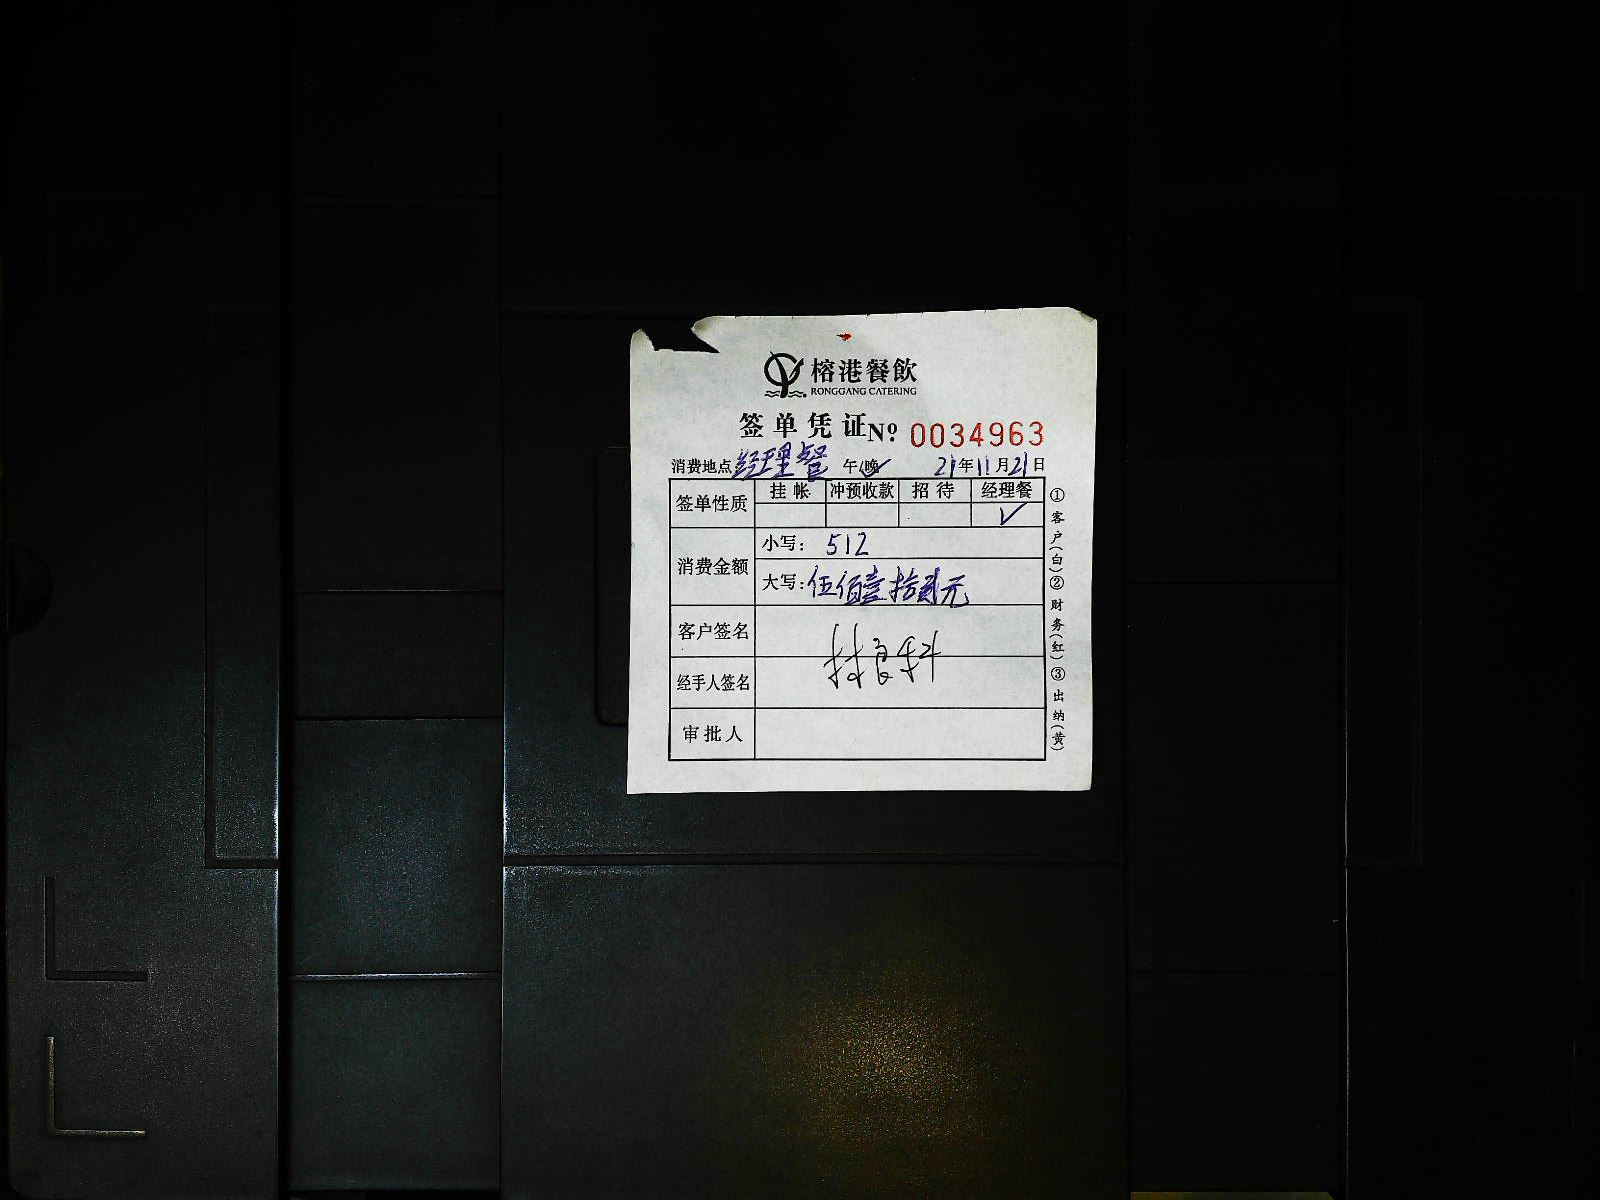 榕港餐飲
RONGGANG CATERING
签单凭证 Nº 0034963
消费地点 经理餐 午/晚✓ 21年11月21日
签单性质 挂帐 冲预收款 招待 经理餐
✓
消费金额 小写: 512
大写: 伍佰壹拾贰元
客户签名
林良科
经手人签名
审批人
①客户(白)②财务(红)③出纳(黄)